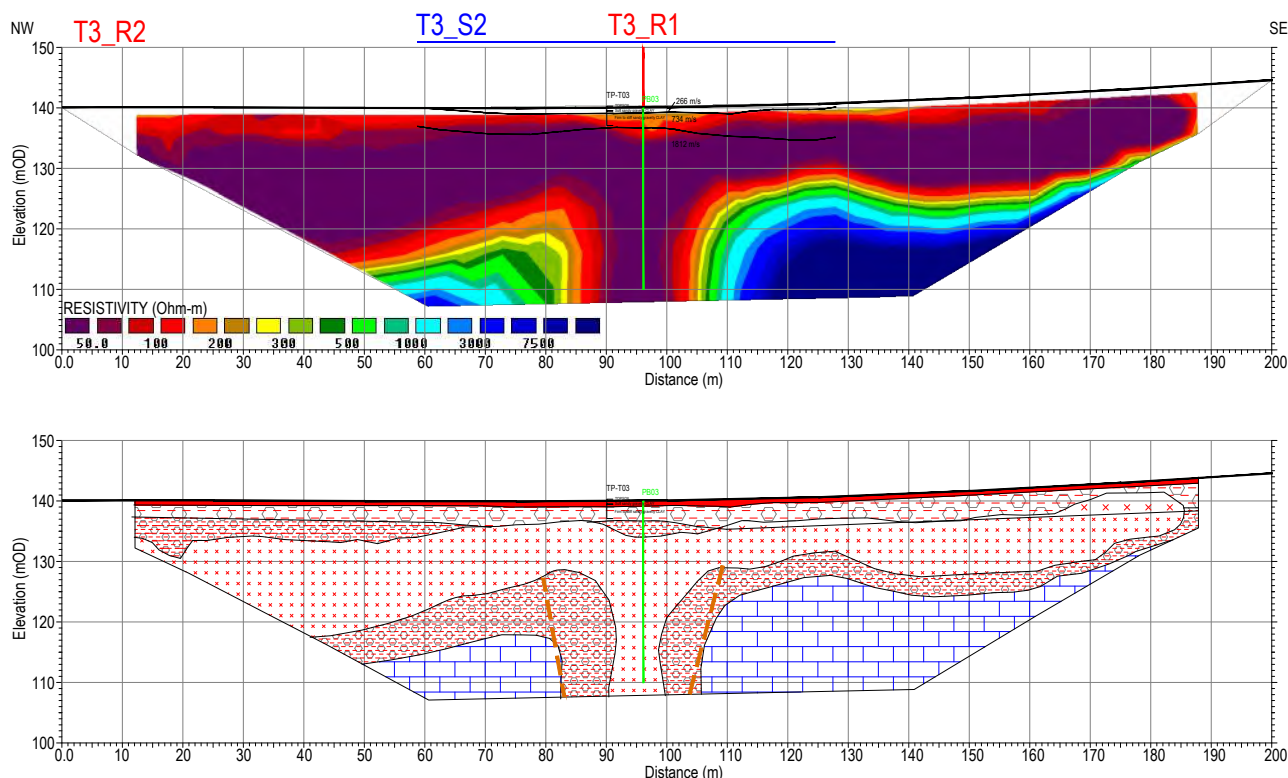 NW
T3_R2
T3_S2
T3_R1
SE
150
140
130
120
110
100
Elevation (mOD)
TP-T03
PB03
266 m/s
734 m/s
1812 m/s
RESISTIVITY (Ohm-m)
50.0 100 200 300 500 1000 3000 7500
0.0 10 20 30 40 50 60 70 80 90 100 110 120 130 140 150 160 170 180 190 200
Distance (m)
150
140
130
120
110
100
Elevation (mOD)
TP-T03
PB03
0.0 10 20 30 40 50 60 70 80 90 100 110 120 130 140 150 160 170 180 190 200
Distance (m)